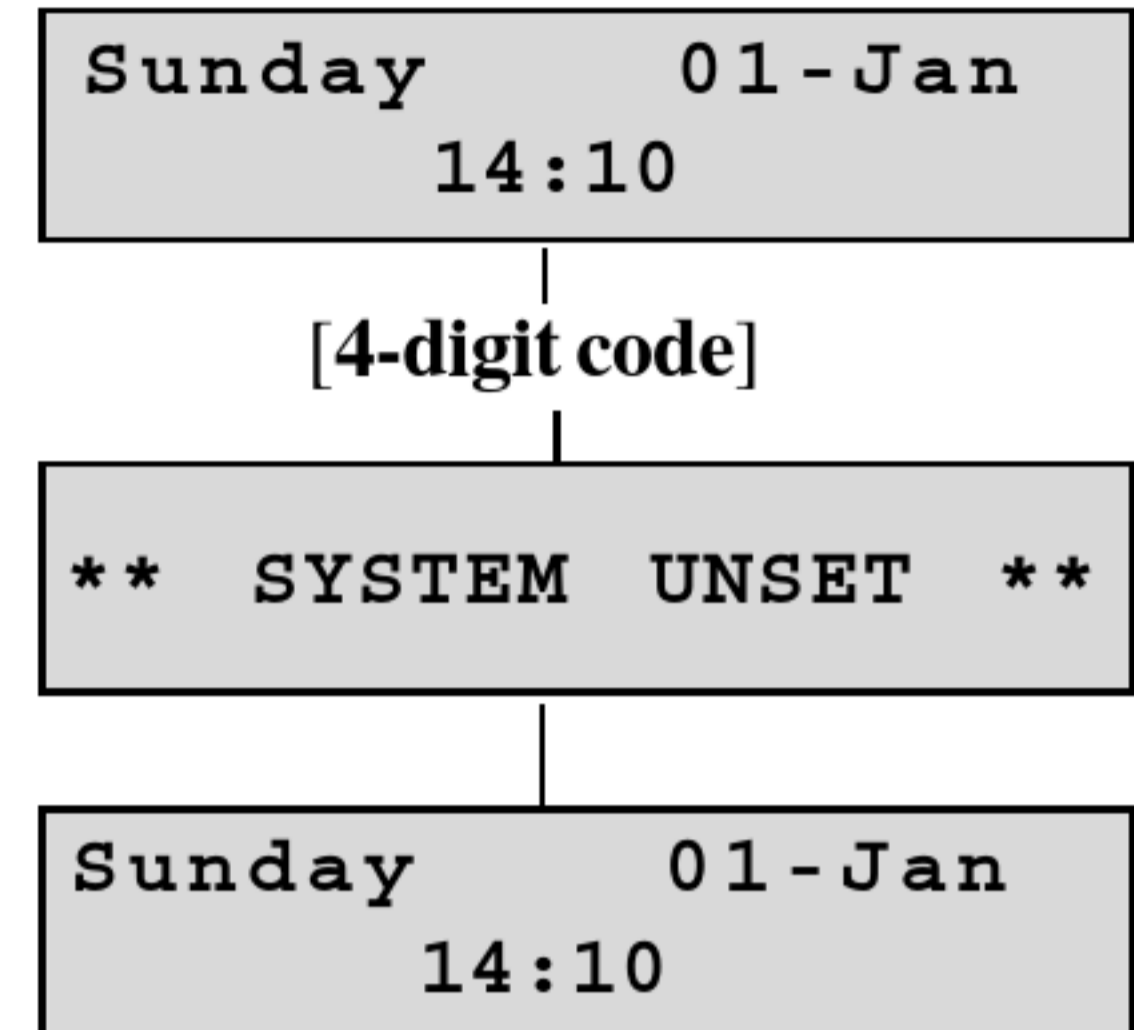 Sunday 01-Jan
14:10
[4-digit code]
** SYSTEM UNSET **
Sunday 01-Jan
14:10